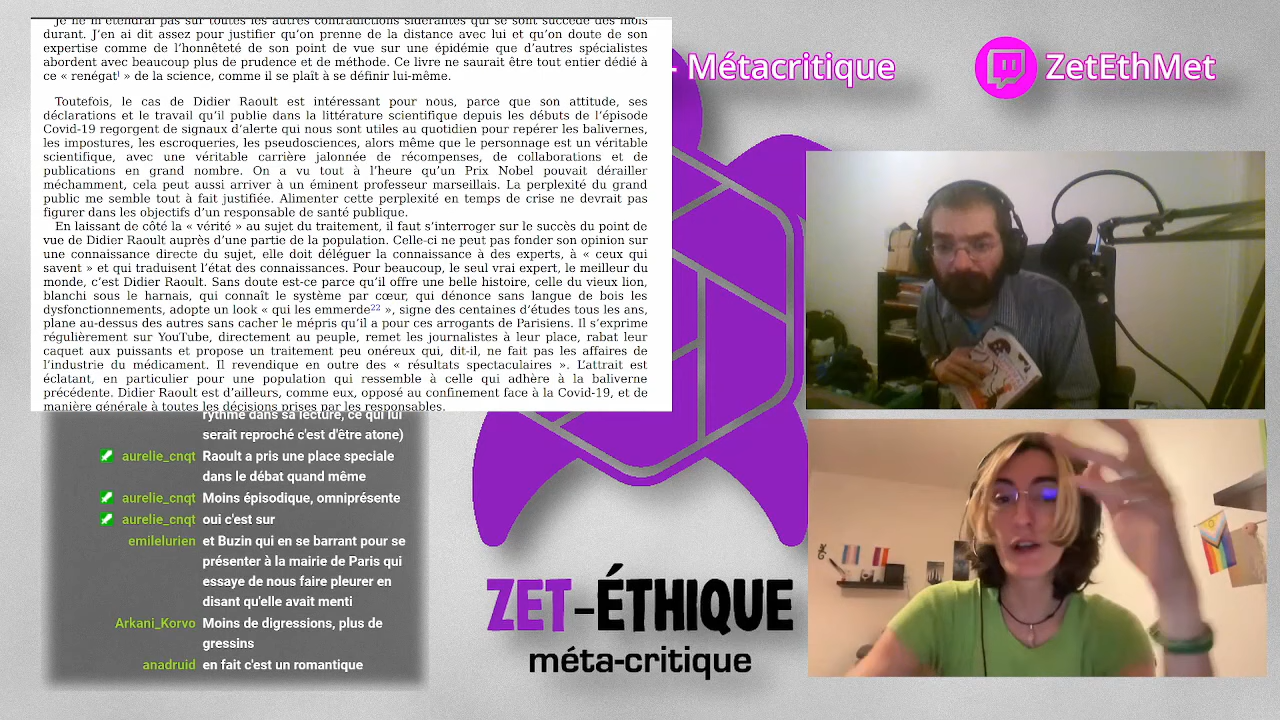 Je ne m'étendrai pas sur toutes les autres contradictions sidérantes qui se sont succédé des mois
durant. J'en ai dit assez pour justifier qu'on prenne de la distance avec lui et qu'on doute de son
expertise comme de l'honnêteté de son point de vue sur une épidémie que d'autres spécialistes
abordent avec beaucoup plus de prudence et de méthode. Ce livre ne saurait être tout entier dédié à
ce « renégat » de la science, comme il se plaît à se définir lui-même.
Toutefois, le cas de Didier Raoult est intéressant pour nous, parce que son attitude, ses
déclarations et le travail qu'il publie dans la littérature scientifique depuis les débuts de l'épisode
Covid-19 regorgent de signaux d'alerte qui nous sont utiles au quotidien pour repérer les balivernes,
les impostures, les escroqueries, les pseudosciences, alors même que le personnage est un véritable
scientifique, avec une véritable carrière jalonnée de récompenses, de collaborations et de
publications en grand nombre. On a vu tout à l'heure qu'un Prix Nobel pouvait dérailler
méchamment, cela peut aussi arriver à un éminent professeur marseillais. La perplexité du grand
public me semble tout à fait justifiée. Alimenter cette perplexité en temps de crise ne devrait pas
figurer dans les objectifs d'un responsable de santé publique.
En laissant de côté la « vérité » au sujet du traitement, il faut s'interroger sur le succès du point de
vue de Didier Raoult auprès d'une partie de la population. Celle-ci ne peut pas fonder son opinion sur
une connaissance directe du sujet, elle doit déléguer la connaissance à des experts, à « ceux qui
savent » et qui traduisent l'état des connaissances. Pour beaucoup, le seul vrai expert, le meilleur du
monde, c'est Didier Raoult. Sans doute est-ce parce qu'il offre une belle histoire, celle du vieux lion,
blanchi sous le harnais, qui connaît le système par cœur, qui dénonce sans langue de bois les
dysfonctionnements, adopte un look « qui les emmerde22 », signe des centaines d'études tous les ans,
plane au-dessus des autres sans cacher le mépris qu'il a pour ces arrogants de Parisiens. Il s'exprime
régulièrement sur YouTube, directement au peuple, remet les journalistes à leur place, rabat leur
caquet aux puissants et propose un traitement peu onéreux qui, dit-il, ne fait pas les affaires de
l'industrie du médicament. Il revendique en outre des « résultats spectaculaires ». L'attrait est
éclatant, en particulier pour une population qui ressemble à celle qui adhère à la baliverne
précédente. Didier Raoult est d'ailleurs, comme eux, opposé au confinement face à la Covid-19, et de
manière générale à toutes les décisions prises par les responsables.
- Métacritique
ZetEthMet
rythme dans sa lecture, ce qui lui
serait reproché c'est d'être atone)
aurelie_cnqt Raoult a pris une place speciale
dans le débat quand même
aurelie_cnqt Moins épisodique, omniprésente
aurelie_cnqt oui c'est sur
emilelurien et Buzin qui en se barrant pour se
présenter à la mairie de Paris qui
essaye de nous faire pleurer en
disant qu'elle avait menti
Arkani_Korvo Moins de digressions, plus de
gressins
anadruid en fait c'est un romantique
ZET-ÉTHIQUE
méta-critique